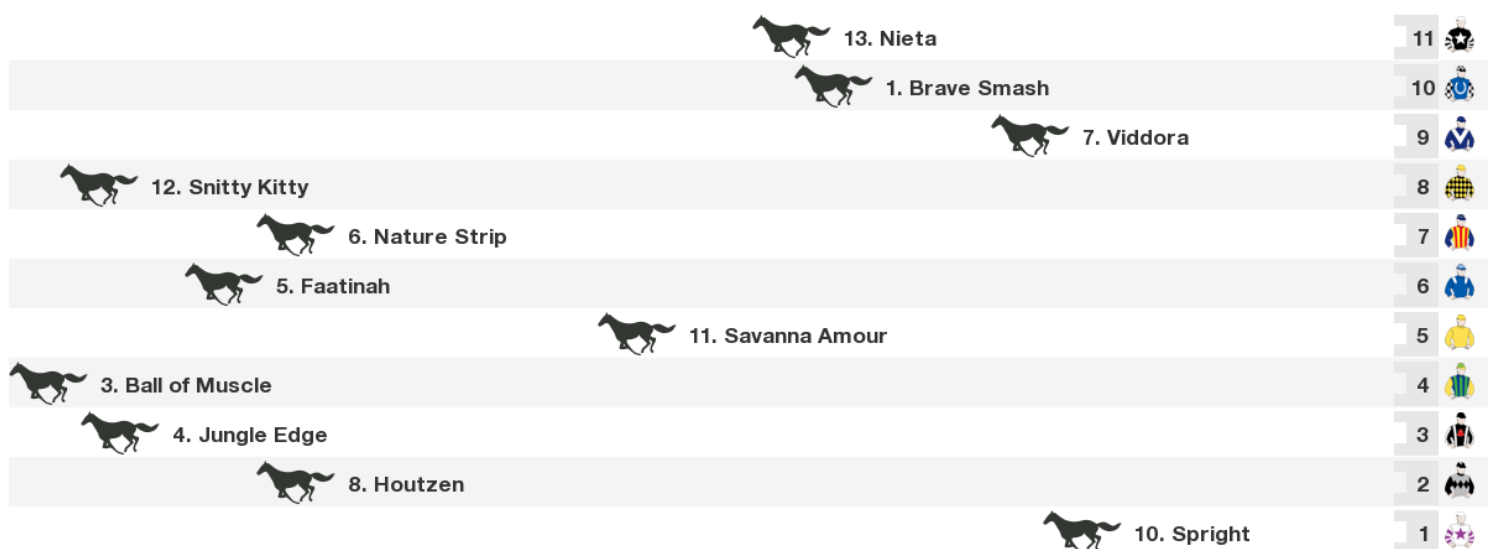 13. Nieta 11
1. Brave Smash 10
7. Viddora 9
12. Snitty Kitty 8
6. Nature Strip 7
5. Faatinah 6
11. Savanna Amour 5
3. Ball of Muscle 4
4. Jungle Edge 3
8. Houtzen 2
10. Spright 1